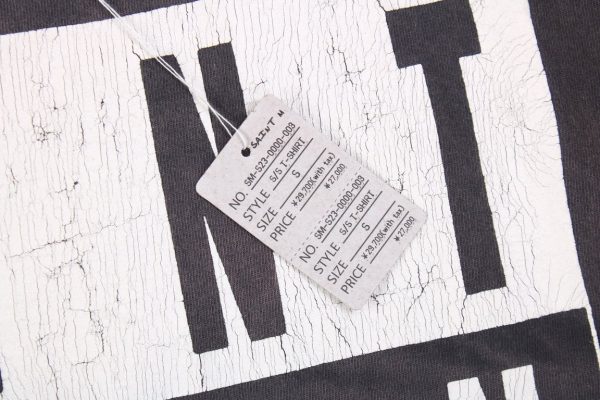 NT
SAINT M
NO. SM-S23-0000-003
STYLE S/S T-SHIRT
SIZE S
PRICE ¥29,700(with tax)
¥27,000
NO. SM-S23-0000-003
STYLE S/S T-SHIRT
SIZE S
PRICE ¥29,700(with tax)
¥27,000